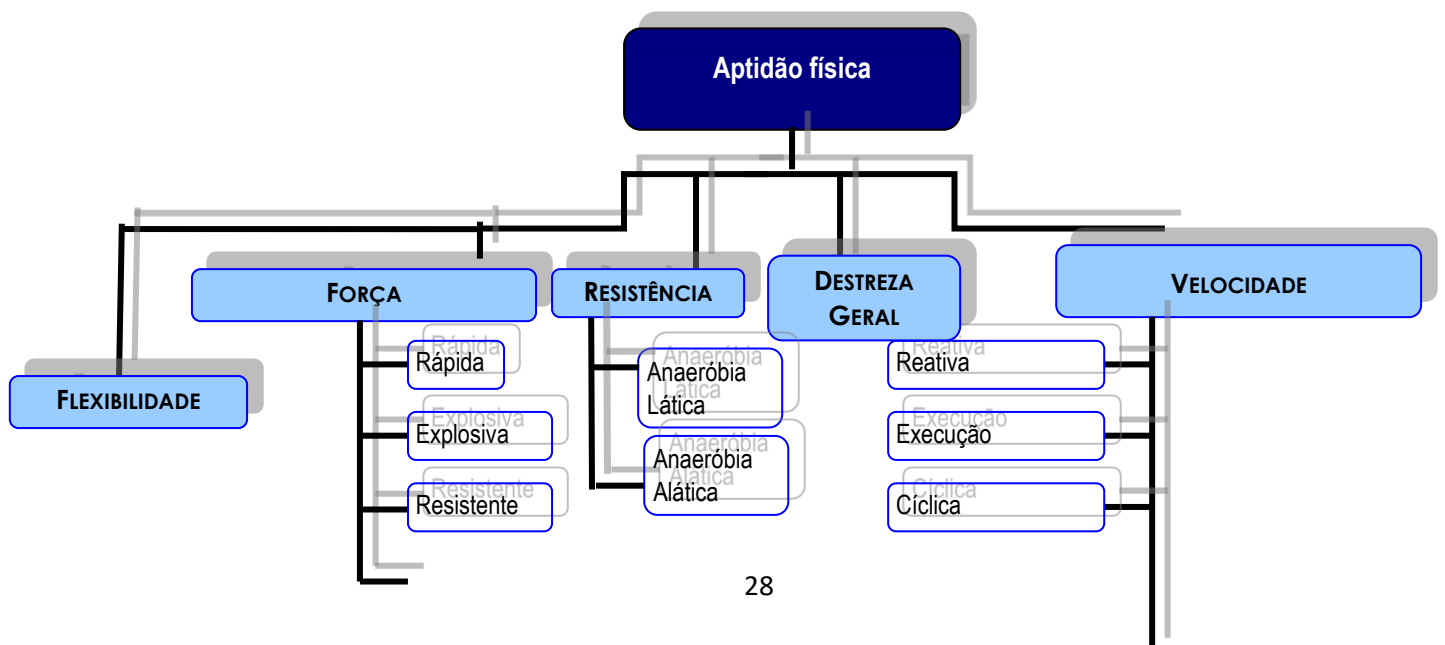 Aptidão física
FORÇA
RESISTÊNCIA
DESTREZA
GERAL
VELOCIDADE
FLEXIBILIDADE
Rápida
Explosiva
Resistente
Anaeróbia
Lática
Anaeróbia
Alática
Reativa
Execução
Cíclica
28